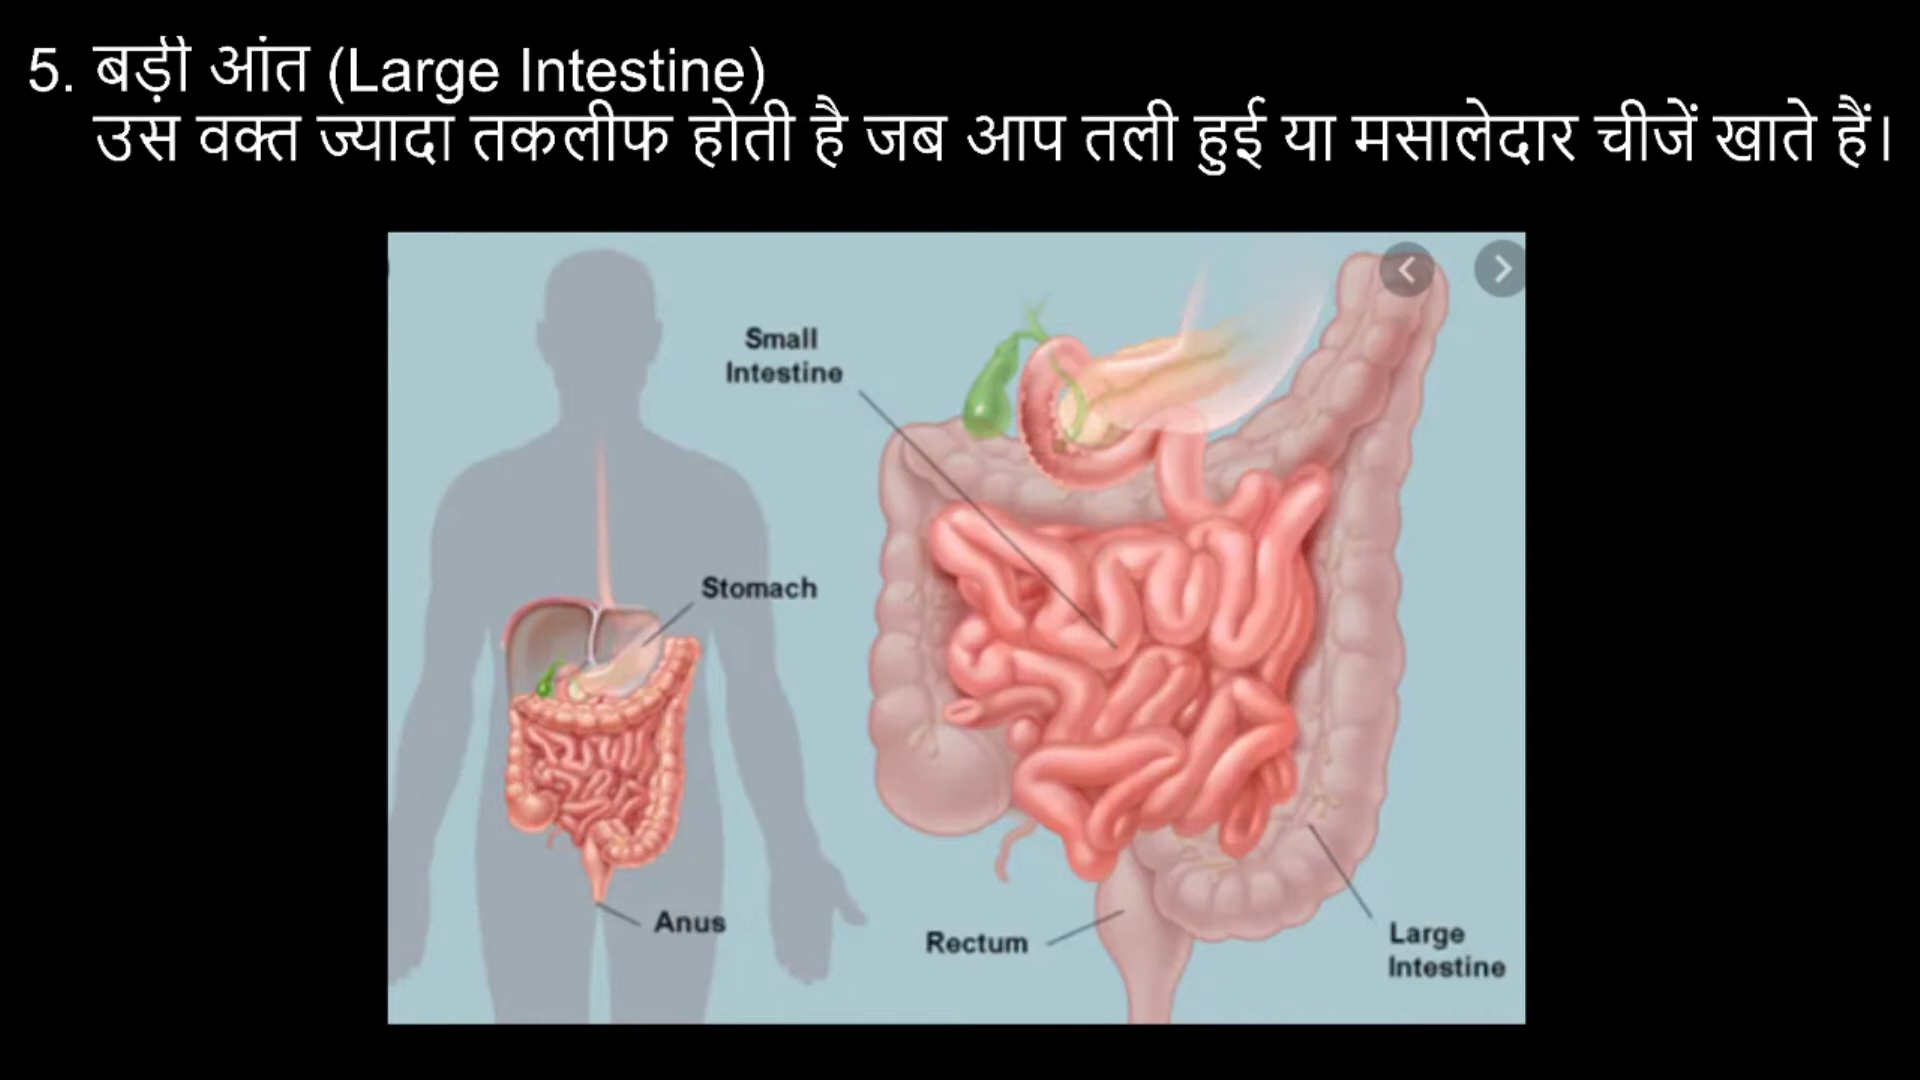 5. बड़ी आंत (Large Intestine)
उस वक्त ज्यादा तकलीफ होती है जब आप तली हुई या मसालेदार चीजें खाते हैं।
Small
Intestine
Stomach
Anus
Rectum
Large
Intestine